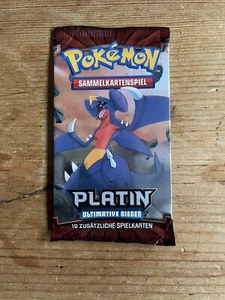 POKéMON
SAMMELKARTENSPIEL
PLATIN
ULTIMATIVE SIEGER
10 ZUSÄTZLICHE SPIELKARTEN